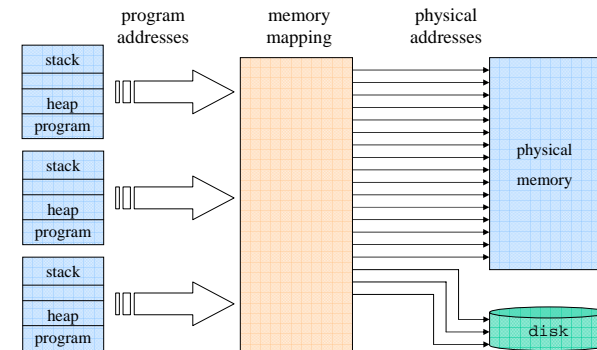 program
addresses
memory
mapping
physical
addresses
stack
heap
program
stack
heap
program
stack
heap
program
physical
memory
disk